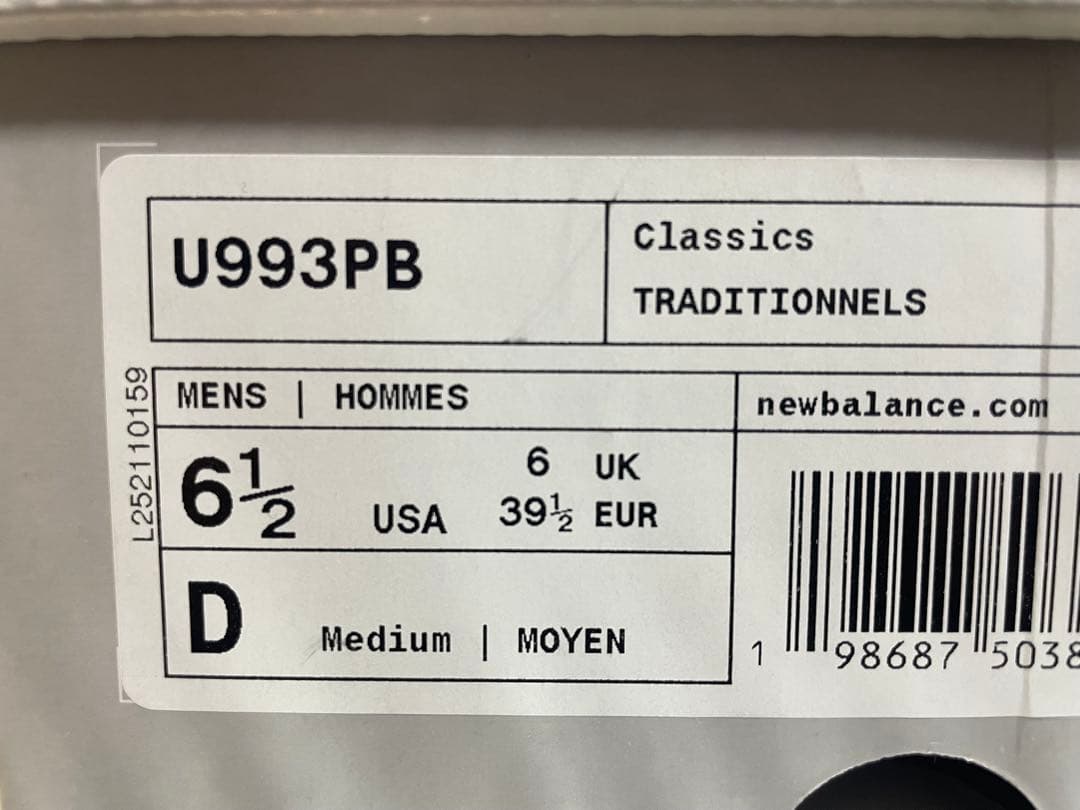 U993PB
Classics
TRADITIONNELS
L252110159
MENS | HOMMES
newbalance.com
6½ USA
6 UK
39½ EUR
D Medium | MOYEN
1 98687 5038